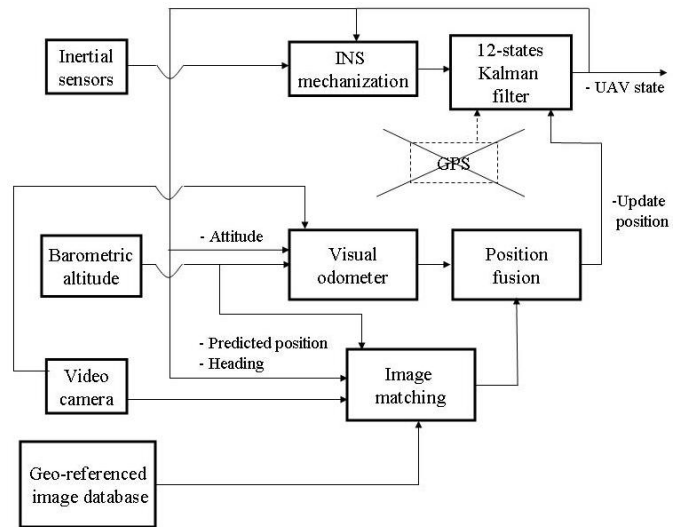 Inertial
sensors
INS
mechanization
12-states
Kalman
filter
- UAV state
GPS
-Update
position
- Attitude
Barometric
altitude
Visual
odometer
Position
fusion
- Predicted position
- Heading
Video
camera
Image
matching
Geo-referenced
image database